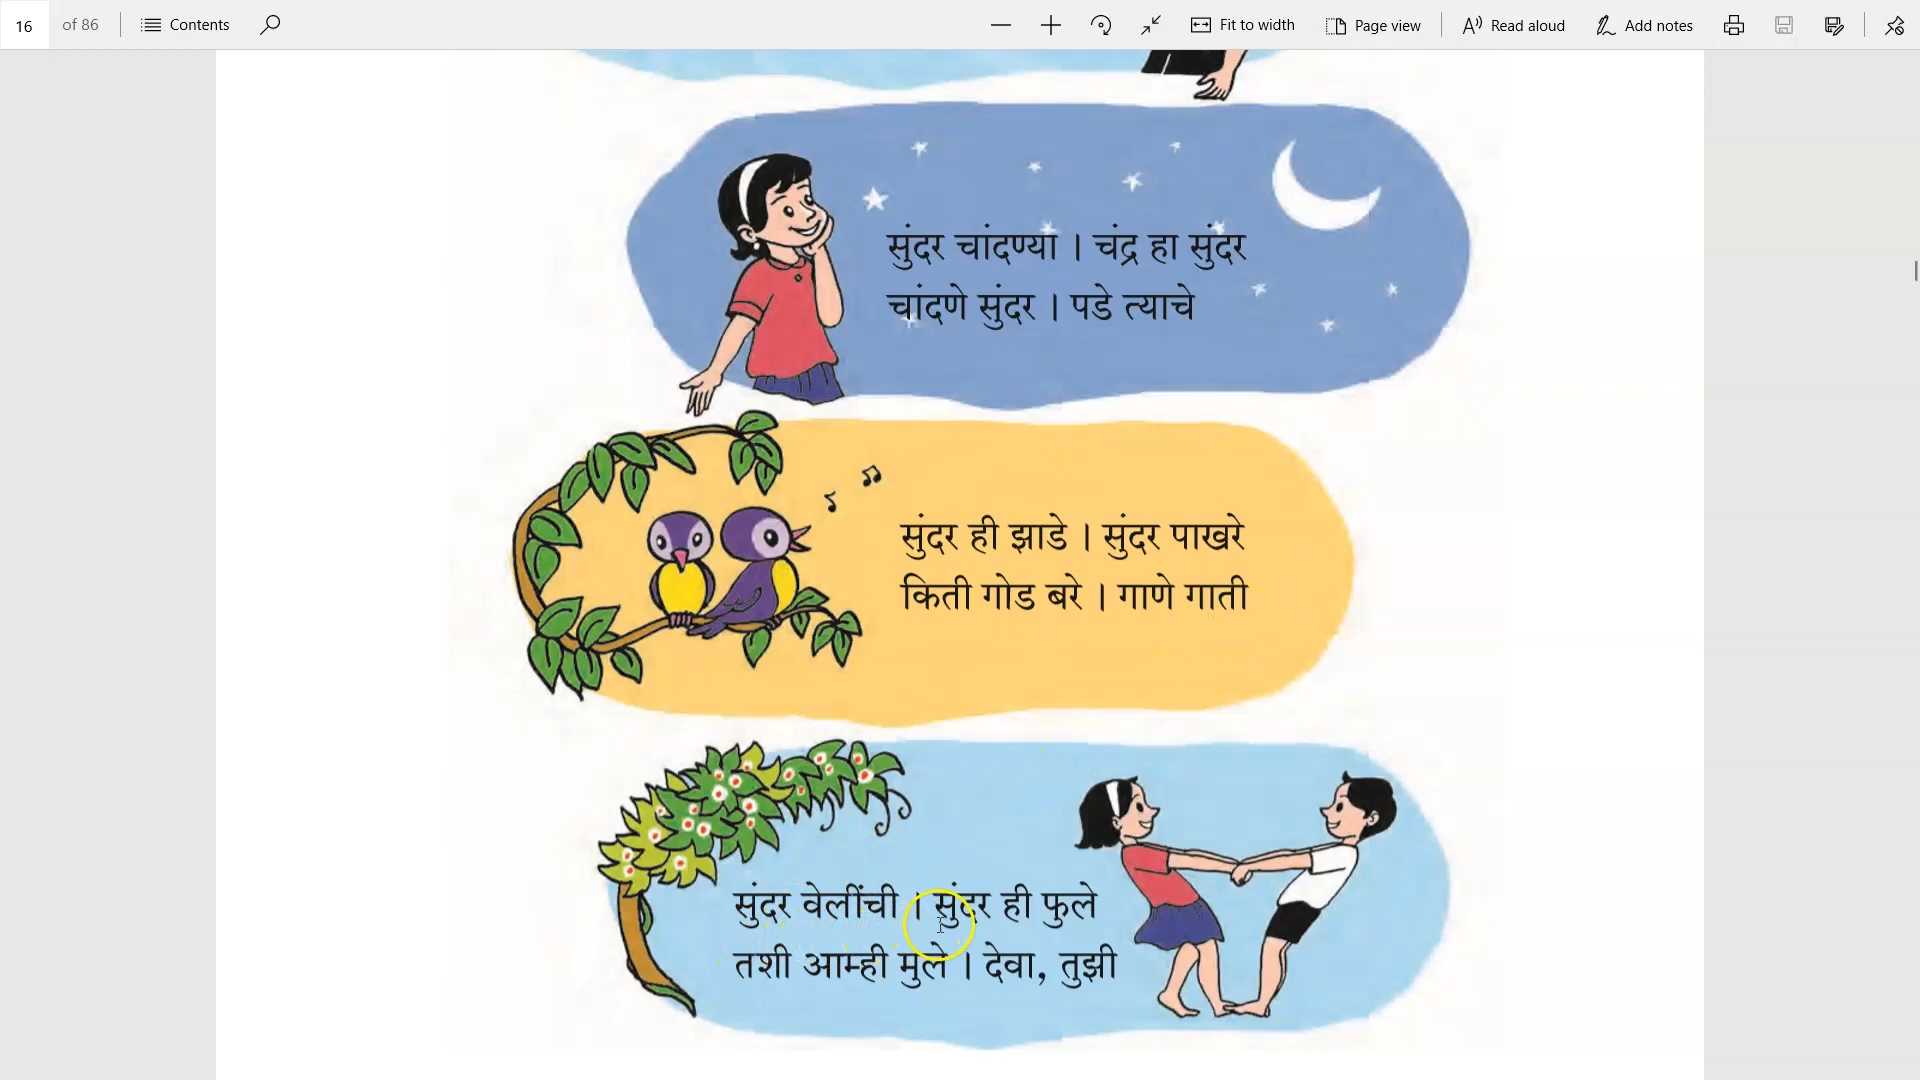 16 of 86 Contents Fit to width Page view Read aloud Add notes
सुंदर चांदण्या । चंद्र हा सुंदर
चांदणे सुंदर । पडे त्याचे
सुंदर ही झाडे । सुंदर पाखरे
किती गोड बरे । गाणे गाती
सुंदर वेलींची । सुंदर ही फुले
तशी आम्ही मुले । देवा, तुझी